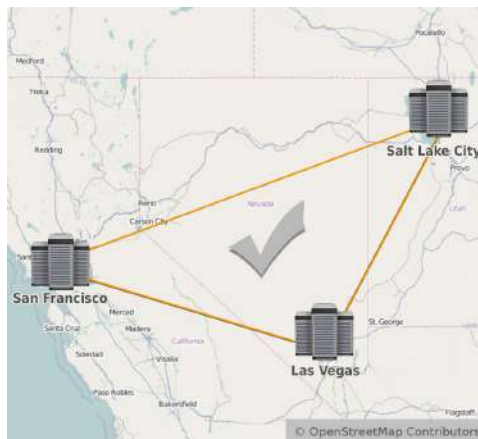 Medford
Pocatello
Yreka
Salt Lake City
Redding
Provo
Reno
Nevada
Utah
Carson City
San Francisco
Merced
St. George
Santa Cruz
Madera
California
Soledad
Visalia
Las Vegas
Paso Robles
Bakersfield
Flagstaff
© OpenStreetMap Contributors